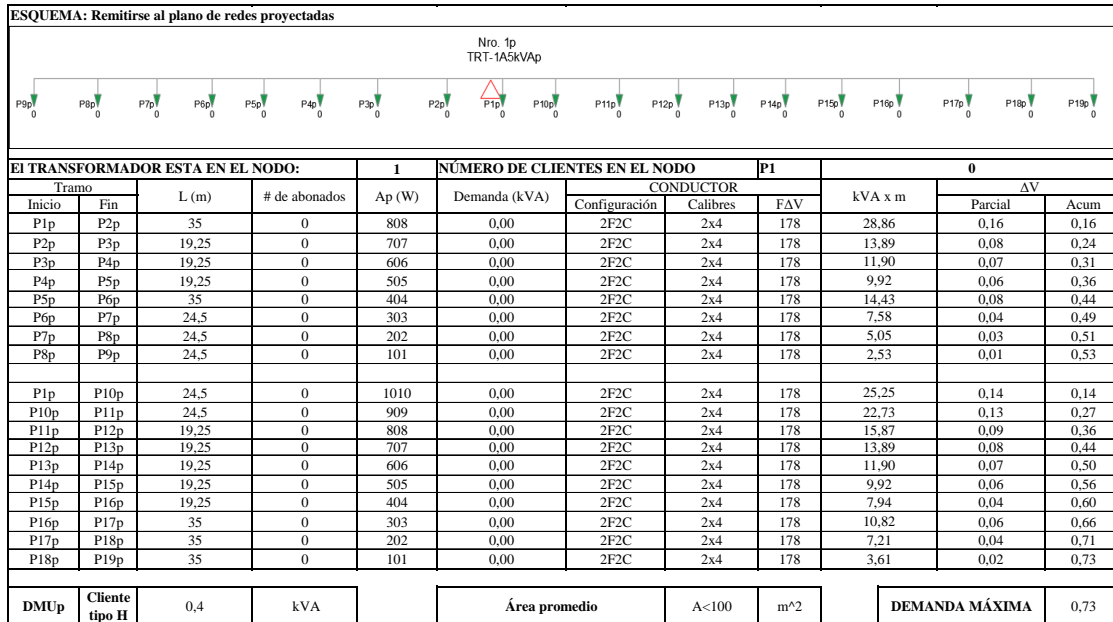 ESQUEMA: Remitirse al plano de redes proyectadas
Nro. 1p
TRT-1A5kVAp
P9p P8p P7p P6p P5p P4p P3p P2p P1p P10p P11p P12p P13p P14p P15p P16p P17p P18p P19p
0 0 0 0 0 0 0 0 0 0 0 0 0 0 0 0 0 0 0
El TRANSFORMADOR ESTA EN EL NODO: 1 NÚMERO DE CLIENTES EN EL NODO P1 0
Tramo L (m) # de abonados Ap (W) Demanda (kVA) CONDUCTOR kVA x m ΔV
Inicio Fin Configuración Calibres FΔV Parcial Acum
P1p P2p 35 0 808 0,00 2F2C 2x4 178 28,86 0,16 0,16
P2p P3p 19,25 0 707 0,00 2F2C 2x4 178 13,89 0,08 0,24
P3p P4p 19,25 0 606 0,00 2F2C 2x4 178 11,90 0,07 0,31
P4p P5p 19,25 0 505 0,00 2F2C 2x4 178 9,92 0,06 0,36
P5p P6p 35 0 404 0,00 2F2C 2x4 178 14,43 0,08 0,44
P6p P7p 24,5 0 303 0,00 2F2C 2x4 178 7,58 0,04 0,49
P7p P8p 24,5 0 202 0,00 2F2C 2x4 178 5,05 0,03 0,51
P8p P9p 24,5 0 101 0,00 2F2C 2x4 178 2,53 0,01 0,53
P1p P10p 24,5 0 1010 0,00 2F2C 2x4 178 25,25 0,14 0,14
P10p P11p 24,5 0 909 0,00 2F2C 2x4 178 22,73 0,13 0,27
P11p P12p 19,25 0 808 0,00 2F2C 2x4 178 15,87 0,09 0,36
P12p P13p 19,25 0 707 0,00 2F2C 2x4 178 13,89 0,08 0,44
P13p P14p 19,25 0 606 0,00 2F2C 2x4 178 11,90 0,07 0,50
P14p P15p 19,25 0 505 0,00 2F2C 2x4 178 9,92 0,06 0,56
P15p P16p 19,25 0 404 0,00 2F2C 2x4 178 7,94 0,04 0,60
P16p P17p 35 0 303 0,00 2F2C 2x4 178 10,82 0,06 0,66
P17p P18p 35 0 202 0,00 2F2C 2x4 178 7,21 0,04 0,71
P18p P19p 35 0 101 0,00 2F2C 2x4 178 3,61 0,02 0,73
DMUp Cliente tipo H 0,4 kVA Área promedio A<100 m^2 DEMANDA MÁXIMA 0,73